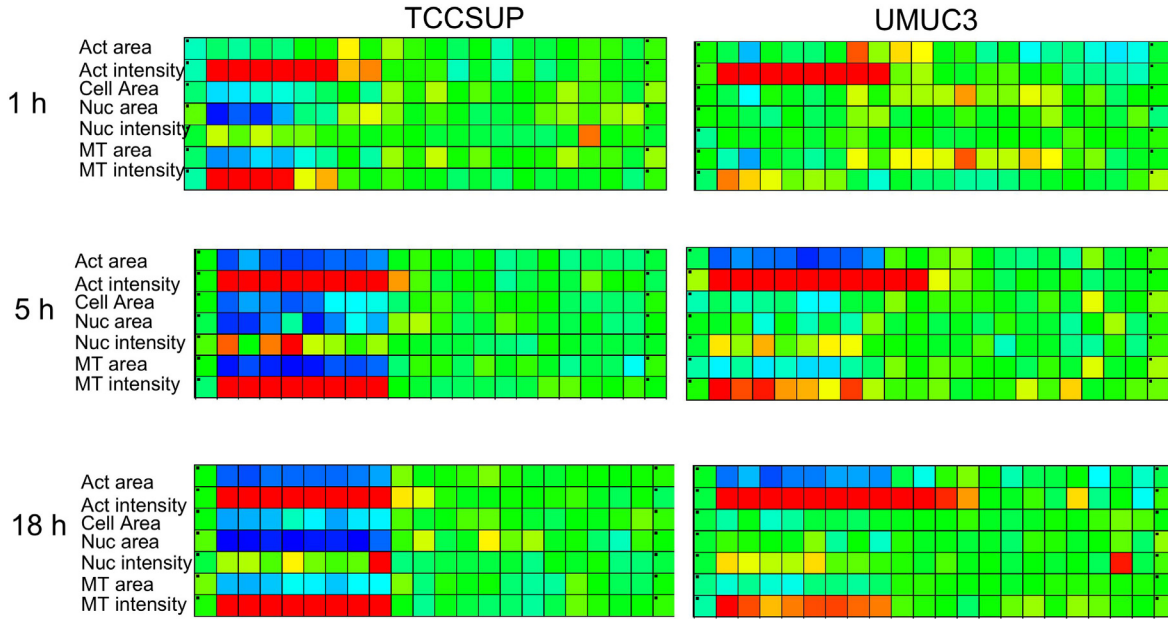 TCCSUP
UMUC3
1 h
Act area
Act intensity
Cell Area
Nuc area
Nuc intensity
MT area
MT intensity
5 h
Act area
Act intensity
Cell Area
Nuc area
Nuc intensity
MT area
MT intensity
18 h
Act area
Act intensity
Cell Area
Nuc area
Nuc intensity
MT area
MT intensity